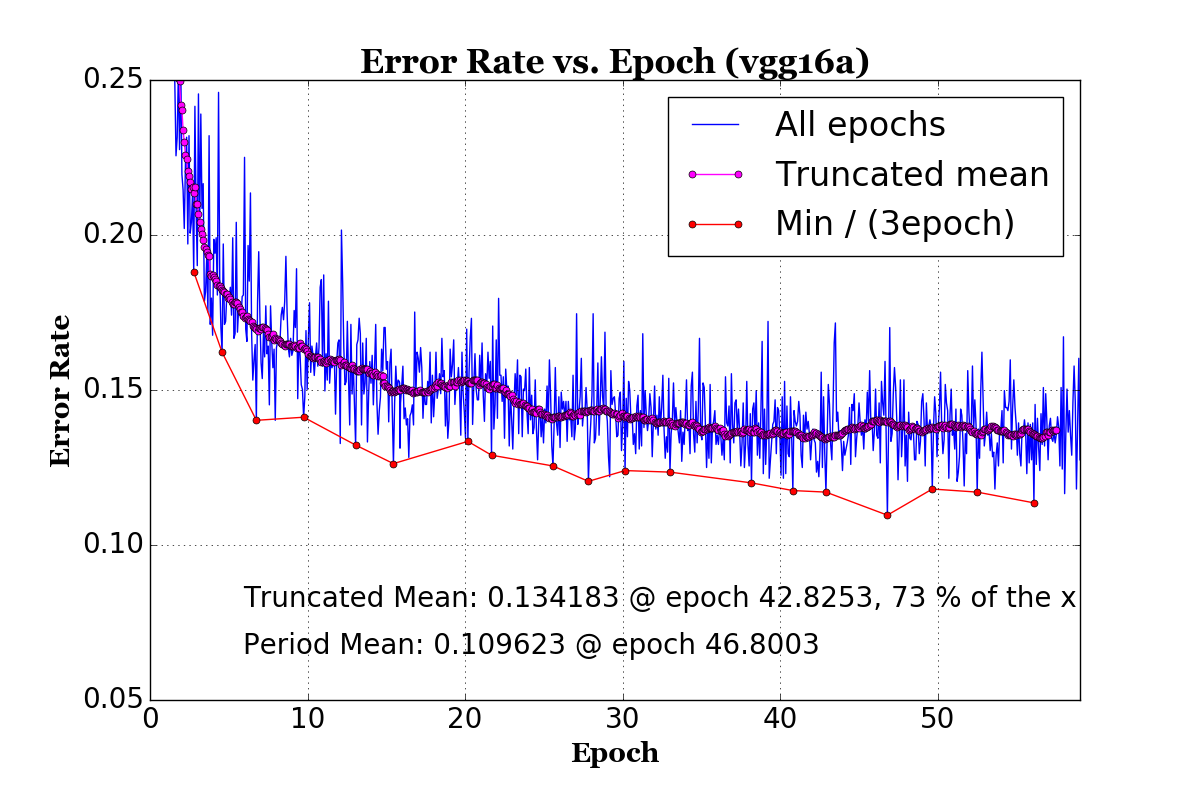 Error Rate vs. Epoch (vgg16a)
0.25
All epochs
Truncated mean
Min / (3epoch)
0.20
0.15
0.10
0.05
Error Rate
Truncated Mean: 0.134183 @ epoch 42.8253, 73 % of the x
Period Mean: 0.109623 @ epoch 46.8003
0 10 20 30 40 50
Epoch